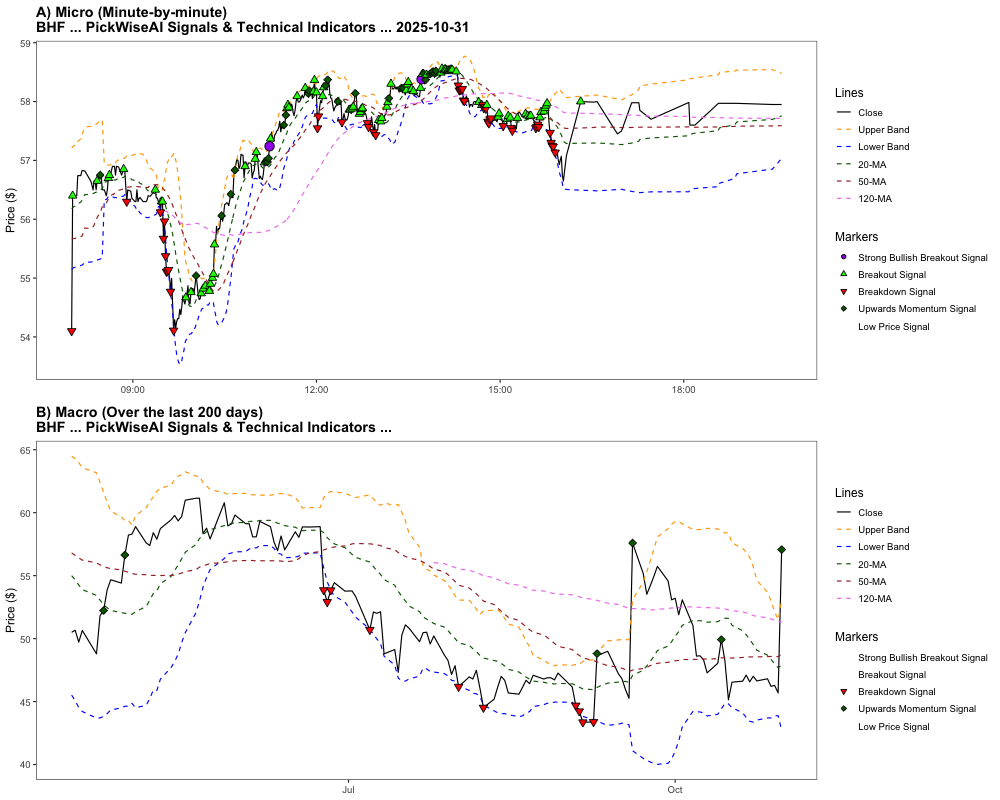 A) Micro (Minute-by-minute)
BHF ... PickWiseAI Signals & Technical Indicators ... 2025-10-31
59
58
57
56
55
54
Price ($)
09:00
12:00
15:00
18:00
Lines
Close
Upper Band
Lower Band
20-MA
50-MA
120-MA
Markers
Strong Bullish Breakout Signal
Breakout Signal
Breakdown Signal
Upwards Momentum Signal
Low Price Signal
B) Macro (Over the last 200 days)
BHF ... PickWiseAI Signals & Technical Indicators ...
65
60
55
50
45
40
Price ($)
Jul
Oct
Lines
Close
Upper Band
Lower Band
20-MA
50-MA
120-MA
Markers
Strong Bullish Breakout Signal
Breakout Signal
Breakdown Signal
Upwards Momentum Signal
Low Price Signal